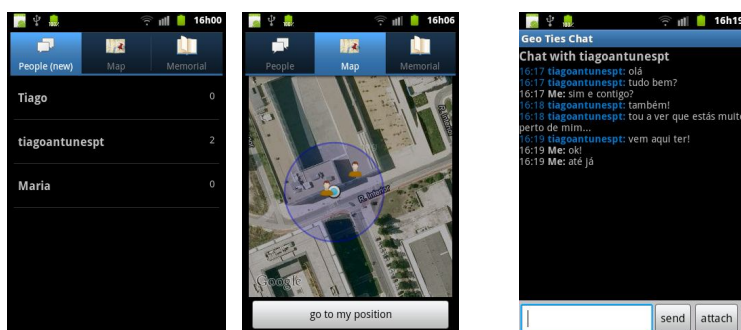 16h00
People (new)
Map
Memorial
Tiago
0
tiagoantunespt
2
Maria
0
16h06
People
Map
Memorial
R. Interior
R. Interior
Google
go to my position
16h19
Geo Ties Chat
Chat with tiagoantunespt
16:17 tiagoantunespt: olá
16:17 tiagoantunespt: tudo bem?
16:17 Me: sim e contigo?
16:18 tiagoantunespt: também!
16:18 tiagoantunespt: tou a ver que estás muito
perto de mim...
16:19 tiagoantunespt: vem aqui ter!
16:19 Me: ok!
16:19 Me: até já
send
attach